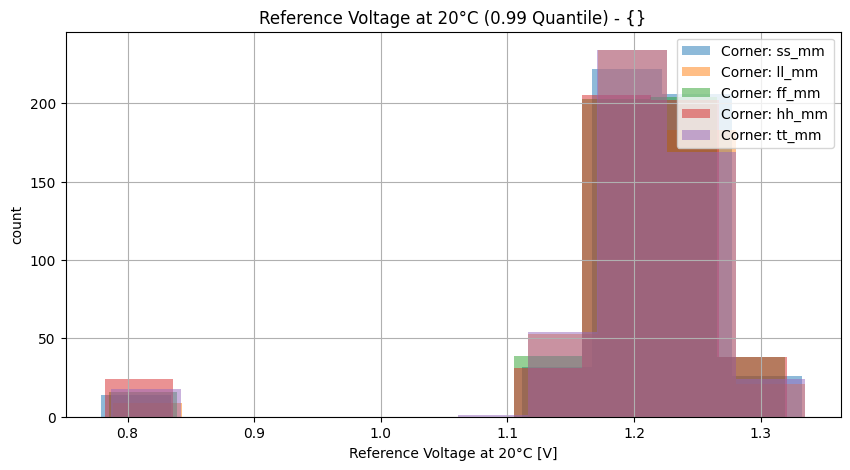 Reference Voltage at 20°C (0.99 Quantile) - {}
Corner: ss_mm
Corner: ll_mm
Corner: ff_mm
Corner: hh_mm
Corner: tt_mm
200
150
100
50
0
count
0.8 0.9 1.0 1.1 1.2 1.3
Reference Voltage at 20°C [V]